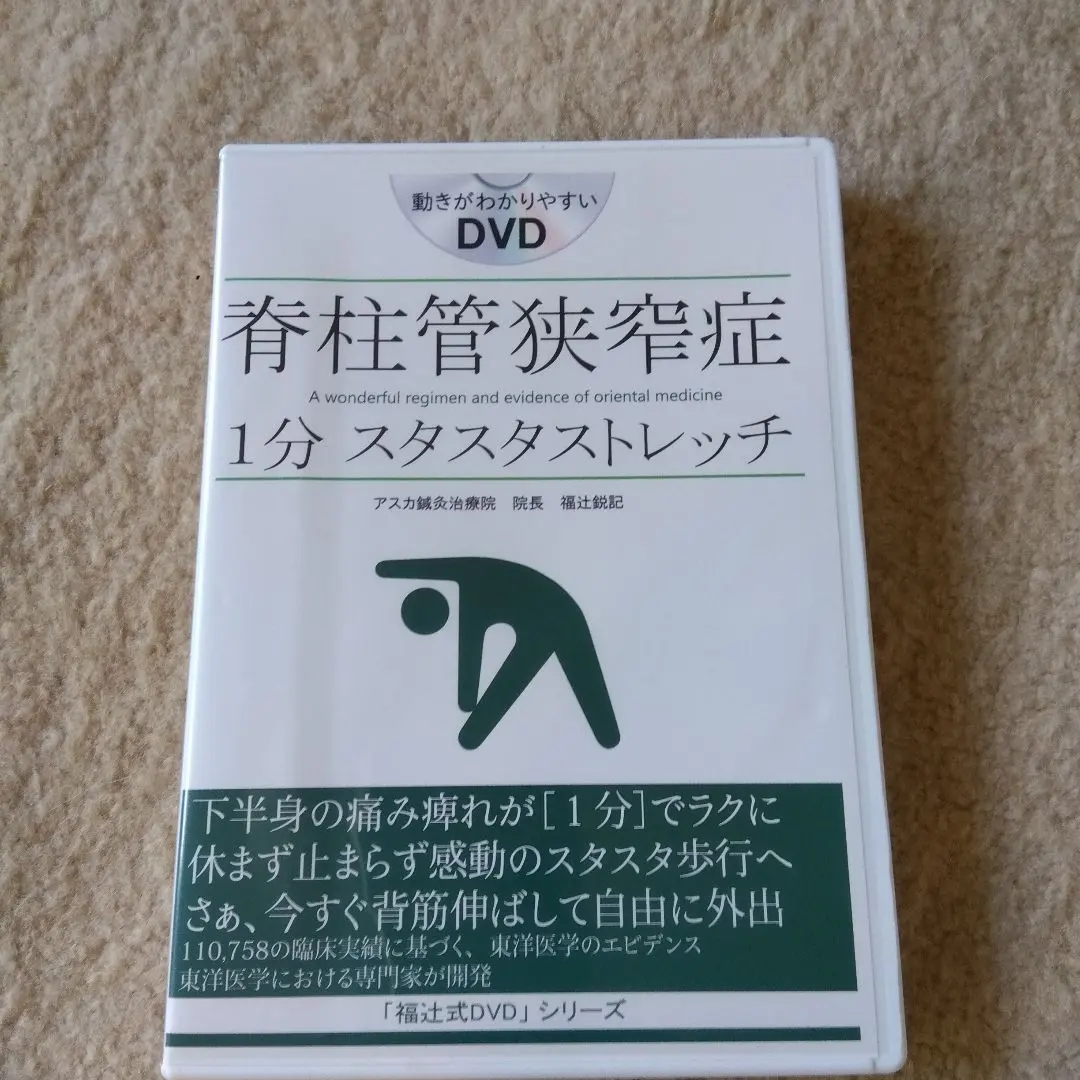 動きがわかりやすい
DVD
脊柱管狭窄症
A wonderful regimen and evidence of oriental medicine
1分 スタスタストレッチ
アスカ鍼灸治療院 院長 福辻鋭記
下半身の痛み痺れが[1分]でラクに
休まず止まらず感動のスタスタ歩行へ
さぁ、今すぐ背筋伸ばして自由に外出
110,758の臨床実績に基づく、東洋医学のエビデンス
東洋医学における専門家が開発
「福辻式DVD」シリーズ